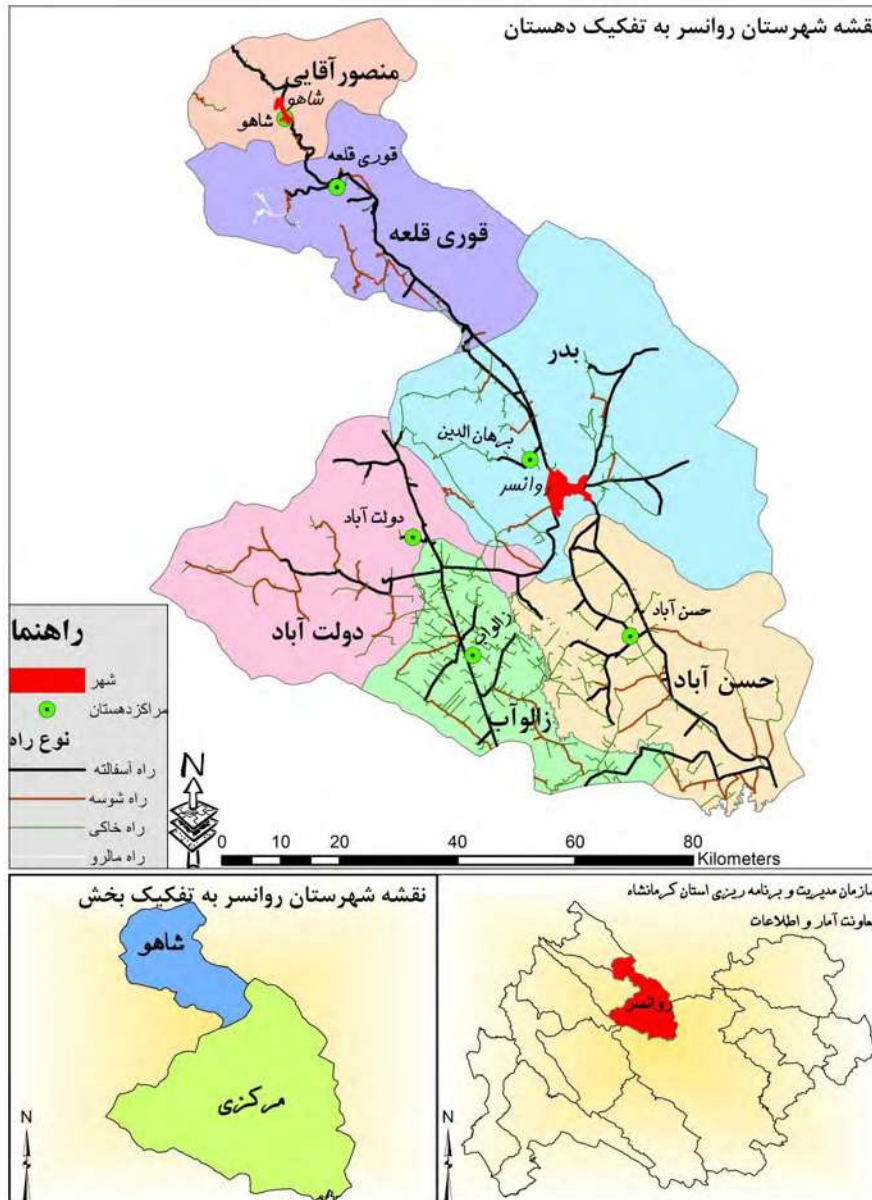 نقشه شهرستان روانسر به تفکیک دهستان
منصور آقایی
شاهو
شاهو
قوری قلعه
قوری قلعه
بدر
برهان الدین
روانسر
دولت آباد
دولت آباد
حسن آباد
حسن آباد
زالوآب
زالوآب
راهنما
شهر
مراکز دهستان
نوع راه
راه آسفالته
راه شوسه
راه خاکی
راه مالرو
N
0 10 20 40 60 80
Kilometers
نقشه شهرستان روانسر به تفکیک بخش
شاهو
مرکزی
N
سازمان مدیریت و برنامه ریزی استان کرمانشاه
معاونت آمار و اطلاعات
روانسر
N